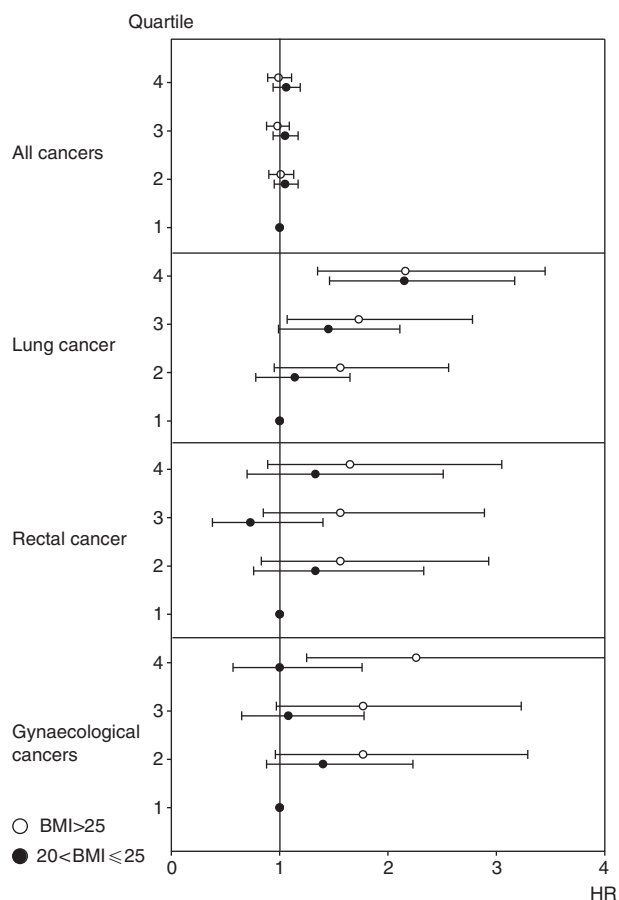 Quartile
4
3
All cancers
2
1
4
3
Lung cancer
2
1
4
3
Rectal cancer
2
1
4
3
Gynaecological
cancers
2
1
BMI>25
20<BMI⩽25
0 1 2 3 4
HR